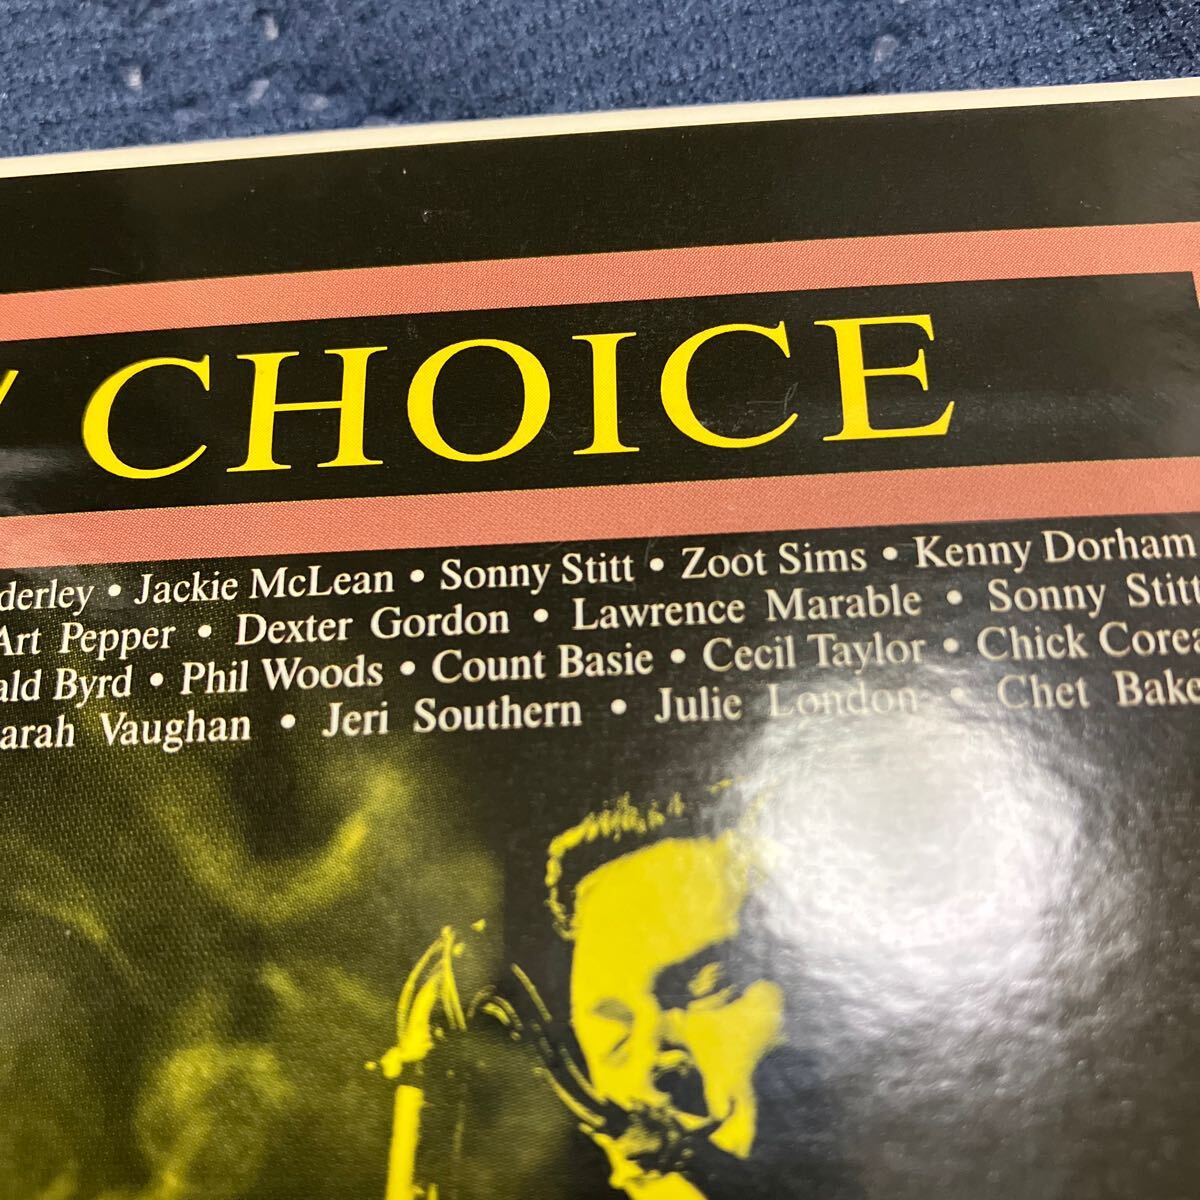 CHOICE
derley • Jackie McLean • Sonny Stitt • Zoot Sims • Kenny Dorham
Art Pepper • Dexter Gordon • Lawrence Marable • Sonny Stitt
ald Byrd • Phil Woods • Count Basie • Cecil Taylor • Chick Corea
arah Vaughan • Jeri Southern • Julie London • Chet Bake